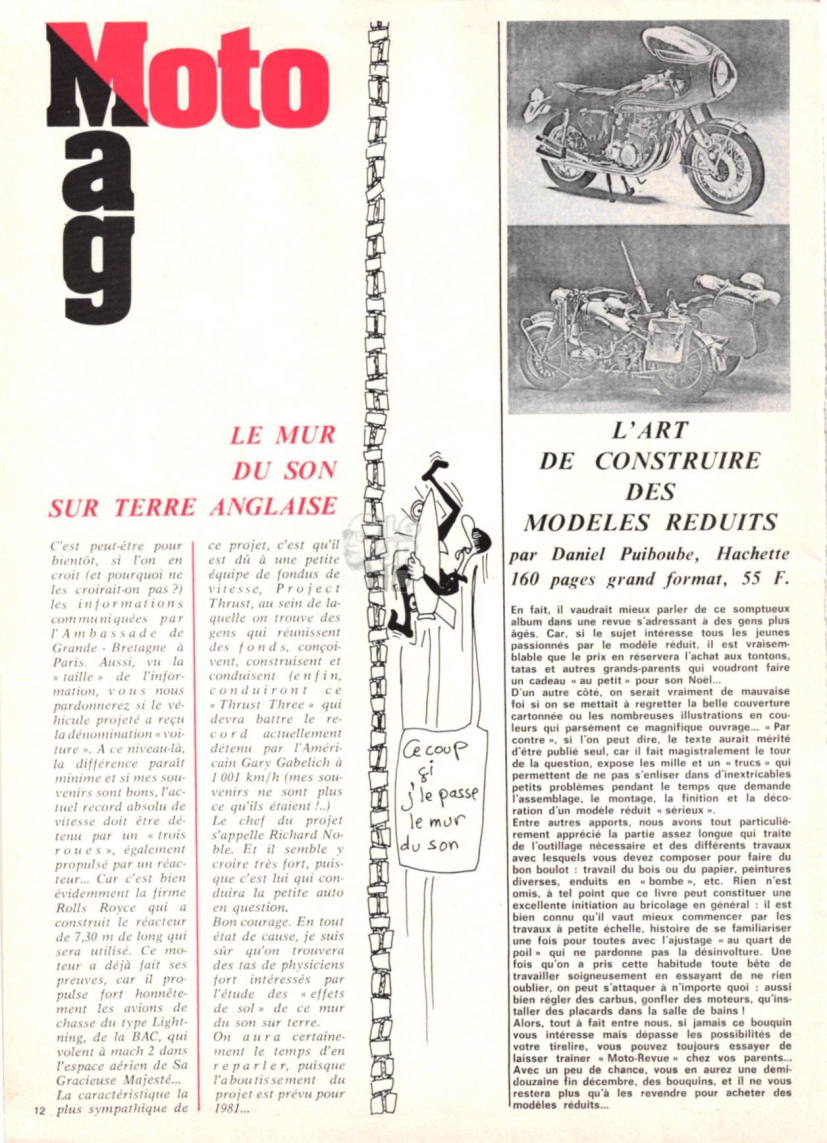 Moto
Mag
LE MUR
DU SON
SUR TERRE ANGLAISE
C'est peut-être pour
bientôt, si l'on en
croit (et pourquoi ne
les croirait-on pas ?)
les informations
communiquées par
l'Ambassade de
Grande - Bretagne à
Paris. Aussi, vu la
« taille » de l'infor-
mation, vous nous
pardonnerez si le vé-
hicule projeté a reçu
la dénomination « voi-
ture ». A ce niveau-là,
la différence paraît
minime et si mes sou-
venirs sont bons, l'ac-
tuel record absolu de
vitesse doit être dé-
tenu par un « trois
roues », également
propulsé par un réac-
teur... Car c'est bien
évidemment la firme
Rolls Royce qui a
construit le réacteur
de 7,30 m de long qui
sera utilisé. Ce mo-
teur a déjà fait ses
preuves, car il pro-
pulse fort honnête-
ment les avions de
chasse du type Light-
ning, de la BAC, qui
volent à mach 2 dans
l'espace aérien de Sa
Gracieuse Majesté...
La caractéristique la
plus sympathique de
ce projet, c'est qu'il
est dû à une petite
équipe de fondus de
vitesse, Project
Thrust, au sein de la-
quelle on trouve des
gens qui réunissent
des fonds, conçoi-
vent, construisent et
conduisent (enfin,
conduiront ce
« Thrust Three » qui
devra battre le re-
cord actuellement
détenu par l'Améri-
cain Gary Gabelich à
1 001 km/h (mes sou-
venirs ne sont plus
ce qu'ils étaient !..)
Le chef du projet
s'appelle Richard No-
ble. Et il semble y
croire très fort, puis-
que c'est lui qui con-
duira la petite auto
en question.
Bon courage. En tout
état de cause, je suis
sûr qu'on trouvera
des tas de physiciens
fort intéressés par
l'étude des « effets
de sol » de ce mur
du son sur terre.
On aura certaine-
ment le temps d'en
reparler, puisque
l'aboutissement du
projet est prévu pour
1981...
Ce coup
çi
j'le passe
le mur
du son
L'ART
DE CONSTRUIRE
DES
MODELES REDUITS
par Daniel Puiboube, Hachette
160 pages grand format, 55 F.
En fait, il vaudrait mieux parler de ce somptueux
album dans une revue s'adressant à des gens plus
âgés. Car, si le sujet intéresse tous les jeunes
passionnés par le modèle réduit, il est vraisem-
blable que le prix en réservera l'achat aux tontons,
tatas et autres grands-parents qui voudront faire
un cadeau « au petit » pour son Noël...
D'un autre côté, on serait vraiment de mauvaise
foi si on se mettait à regretter la belle couverture
cartonnée ou les nombreuses illustrations en cou-
leurs qui parsèment ce magnifique ouvrage... « Par
contre », si l'on peut dire, le texte aurait mérité
d'être publié seul, car il fait magistralement le tour
de la question, expose les mille et un « trucs » qui
permettent de ne pas s'enliser dans d'inextricables
petits problèmes pendant le temps que demande
l'assemblage, le montage, la finition et la déco-
ration d'un modèle réduit « sérieux ».
Entre autres apports, nous avons tout particuliè-
rement apprécié la partie assez longue qui traite
de l'outillage nécessaire et des différents travaux
avec lesquels vous devez composer pour faire du
bon boulot : travail du bois ou du papier, peintures
diverses, enduits en « bombe », etc. Rien n'est
omis, à tel point que ce livre peut constituer une
excellente initiation au bricolage en général : il est
bien connu qu'il vaut mieux commencer par les
travaux à petite échelle, histoire de se familiariser
une fois pour toutes avec l'ajustage « au quart de
poil » qui ne pardonne pas la désinvolture. Une
fois qu'on a pris cette habitude toute bête de
travailler soigneusement en essayant de ne rien
oublier, on peut s'attaquer à n'importe quoi : aussi
bien régler des carbus, gonfler des moteurs, qu'ins-
taller des placards dans la salle de bains !
Alors, tout à fait entre nous, si jamais ce bouquin
vous intéresse mais dépasse les possibilités de
votre tirelire, vous pouvez toujours essayer de
laisser trainer « Moto-Revue » chez vos parents...
Avec un peu de chance, vous en aurez une demi-
douzaine fin décembre, des bouquins, et il ne vous
restera plus qu'à les revendre pour acheter des
modèles réduits...
12